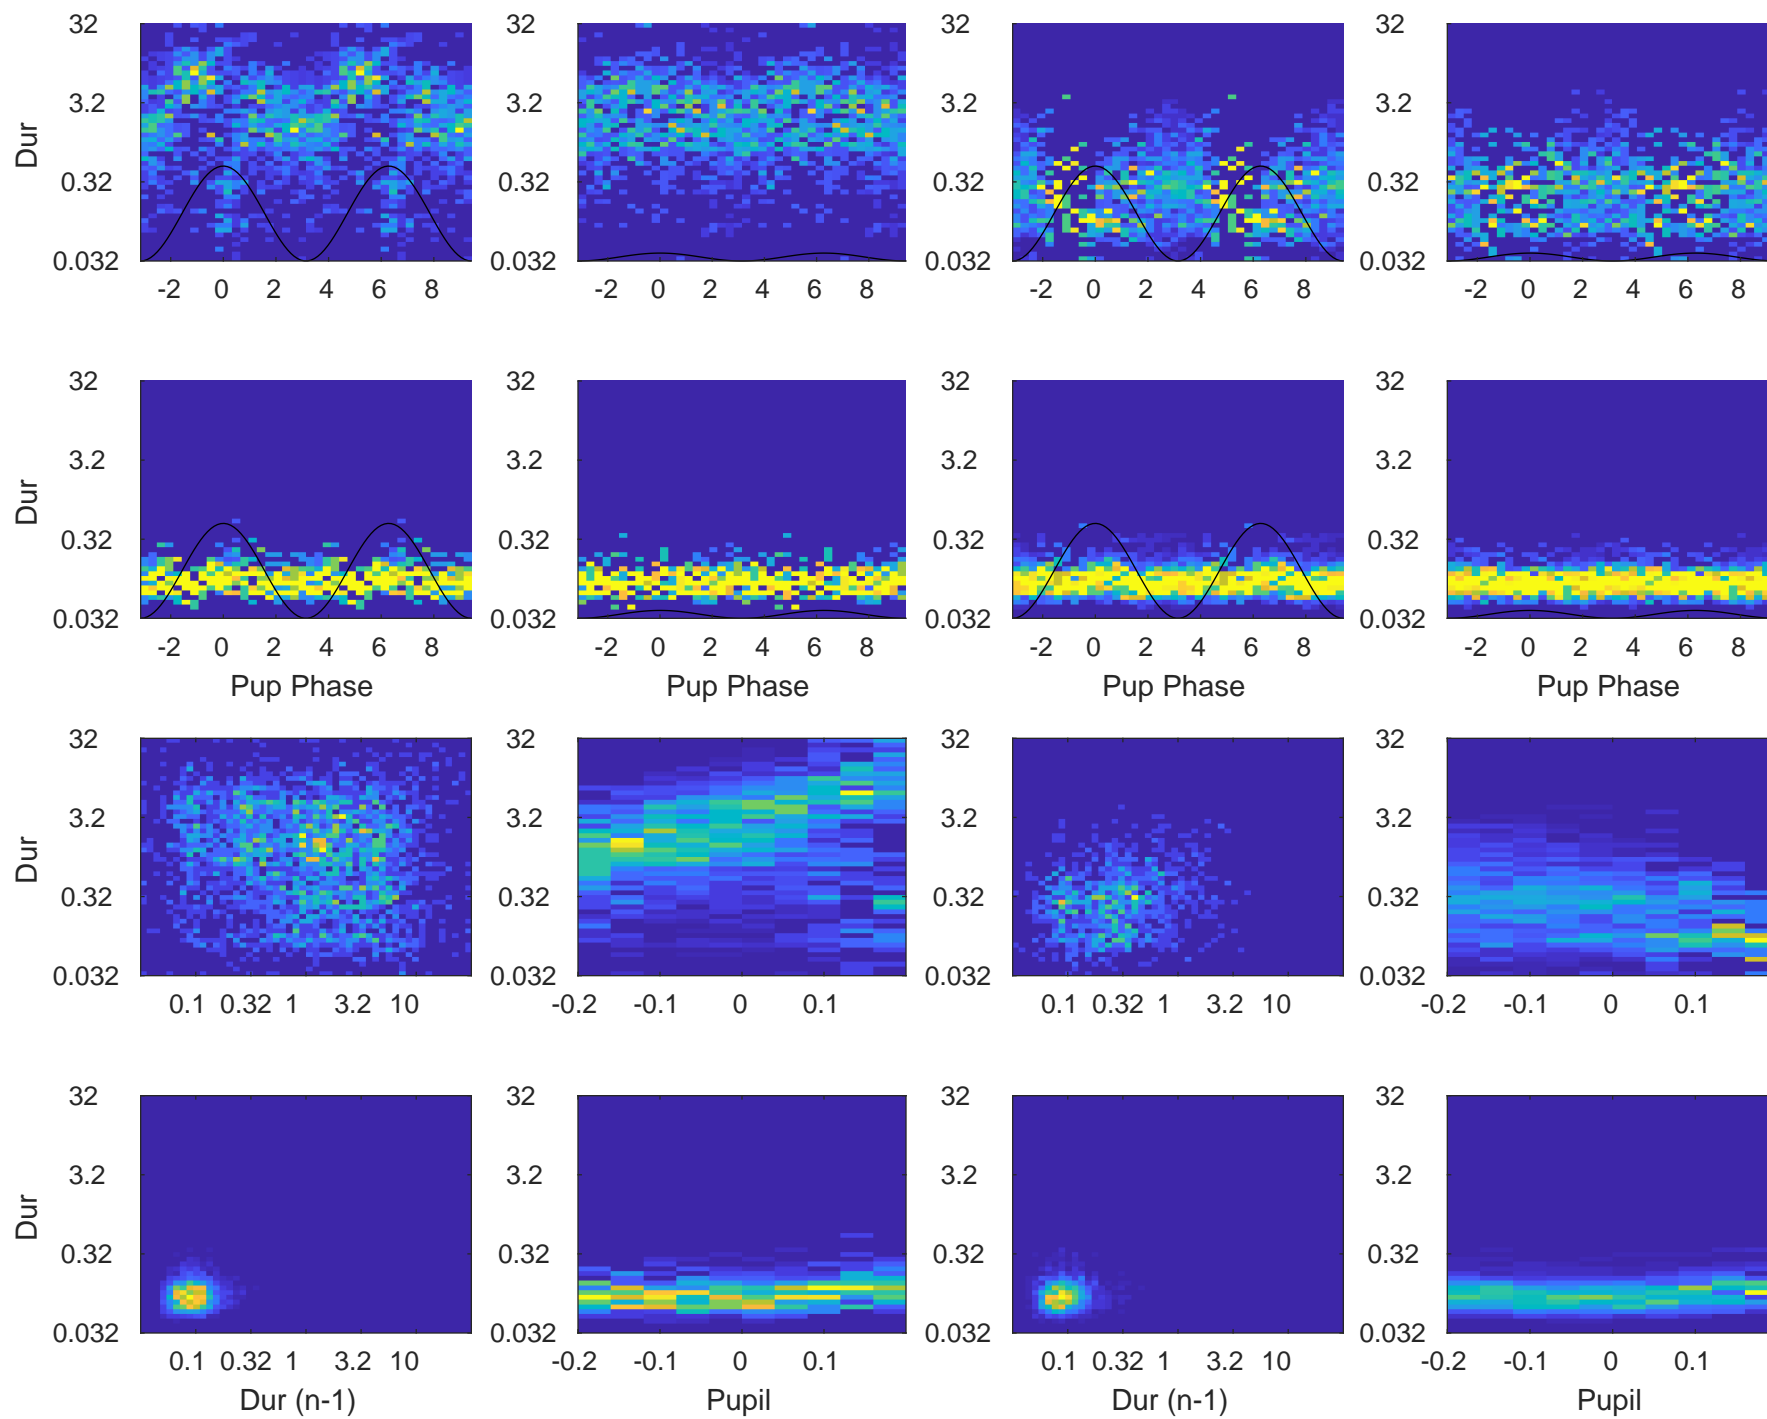 32 32 32 32
3.2 3.2 3.2 3.2
Dur
0.32 0.32 0.32 0.32
0.032 0.032 0.032 0.032
-2 0 2 4 6 8 -2 0 2 4 6 8 -2 0 2 4 6 8 -2 0 2 4 6 8
32 32 32 32
3.2 3.2 3.2 3.2
Dur
0.32 0.32 0.32 0.32
0.032 0.032 0.032 0.032
-2 0 2 4 6 8 -2 0 2 4 6 8 -2 0 2 4 6 8 -2 0 2 4 6 8
Pup Phase Pup Phase Pup Phase Pup Phase
32 32 32 32
3.2 3.2 3.2 3.2
Dur
0.32 0.32 0.32 0.32
0.032 0.032 0.032 0.032
0.1 0.32 1 3.2 10 -0.2 -0.1 0 0.1 0.1 0.32 1 3.2 10 -0.2 -0.1 0 0.1
32 32 32 32
3.2 3.2 3.2 3.2
Dur
0.32 0.32 0.32 0.32
0.032 0.032 0.032 0.032
0.1 0.32 1 3.2 10 -0.2 -0.1 0 0.1 0.1 0.32 1 3.2 10 -0.2 -0.1 0 0.1
Dur (n-1) Pupil Dur (n-1) Pupil